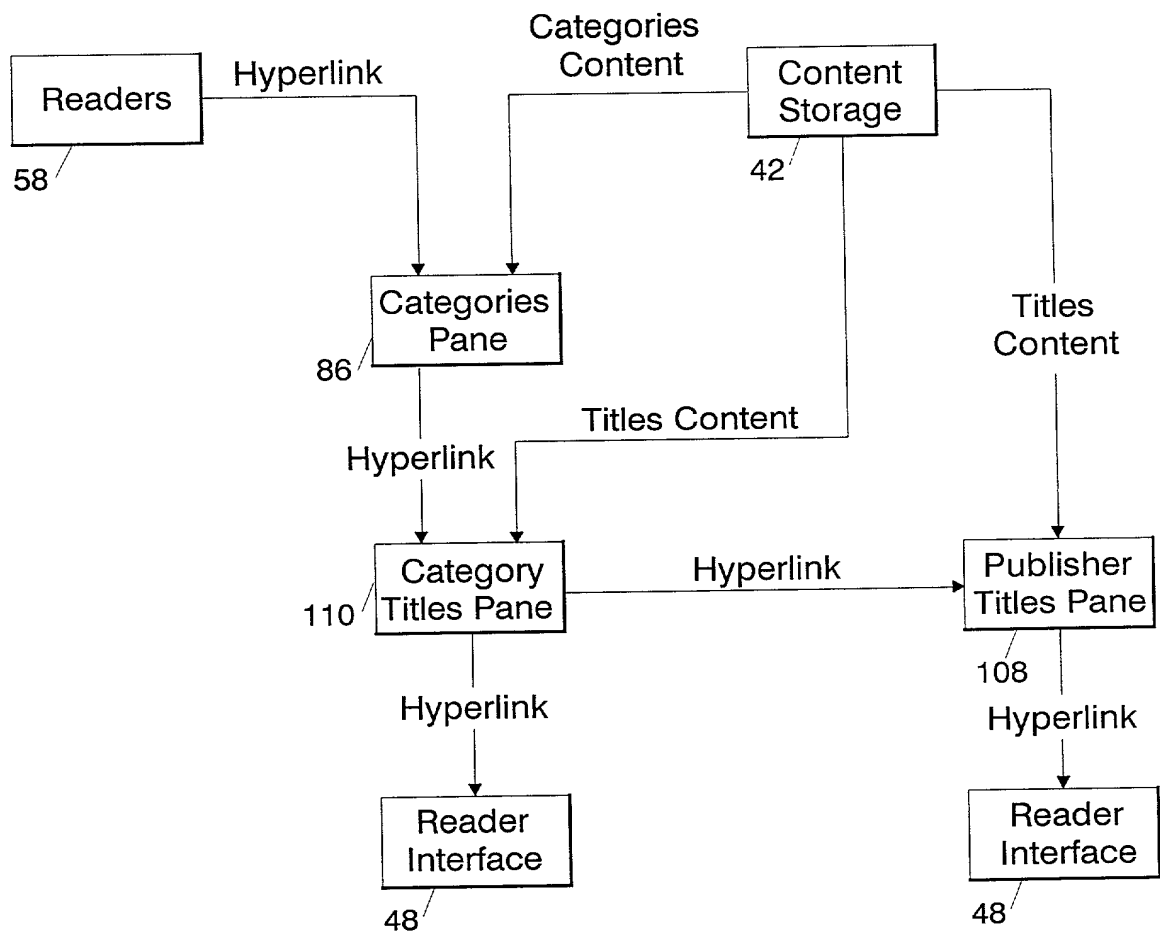 Categories
Content
Hyperlink
Readers
Content
Storage
58
42
Categories
Pane
86
Titles
Content
Titles Content
Hyperlink
Category
Titles Pane
110
Hyperlink
Publisher
Titles Pane
108
Hyperlink
Hyperlink
Reader
Interface
48
Reader
Interface
48